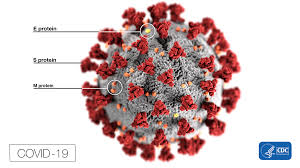 E protein
S protein
M protein
COVID-19
CDC